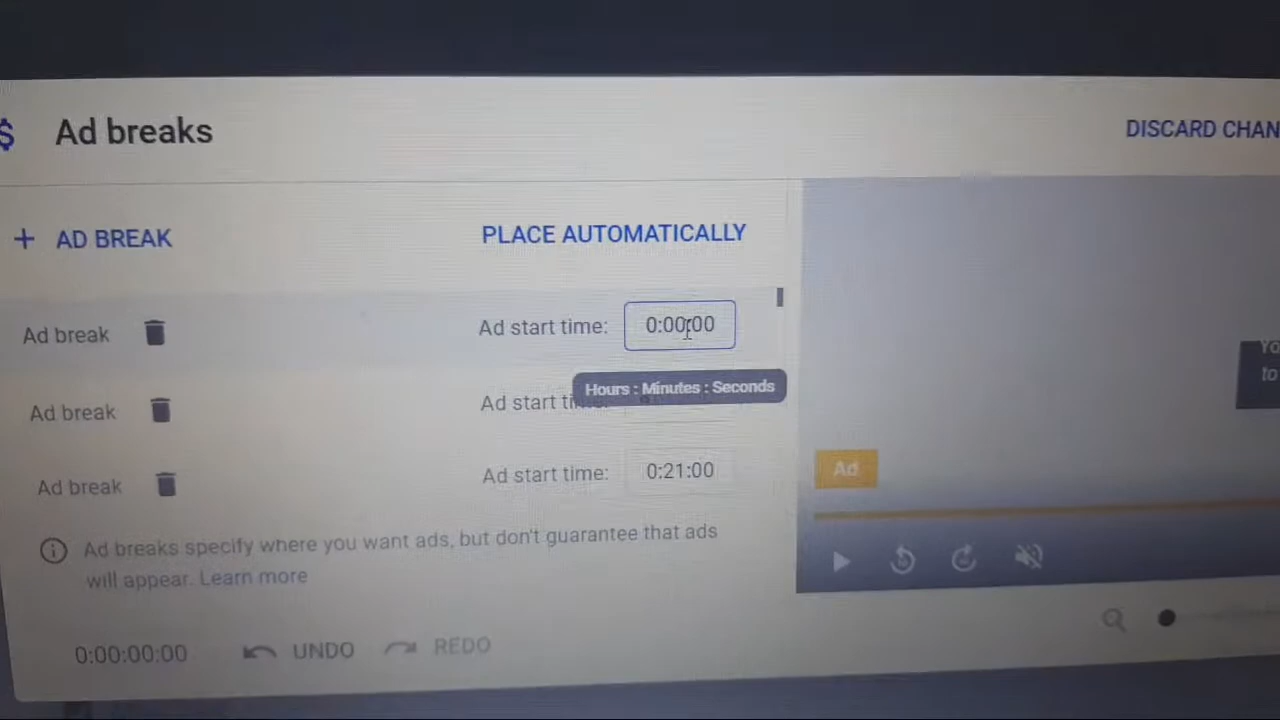 $ Ad breaks
DISCARD CHAN
+ AD BREAK
PLACE AUTOMATICALLY
Ad break
Ad start time: 0:00:00
Hours : Minutes : Seconds
Ad break
Ad start ti
Ad break
Ad start time: 0:21:00
Ad breaks specify where you want ads, but don't guarantee that ads
will appear. Learn more
0:00:00:00
UNDO
REDO
Yo
to
Ad